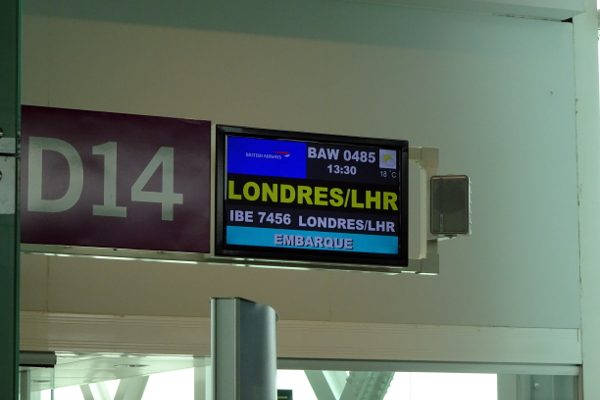 D14
BRITISH AIRWAYS
BAW 0485
13:30
18°C
LONDRES/LHR
IBE 7456 LONDRES/LHR
EMBARQUE